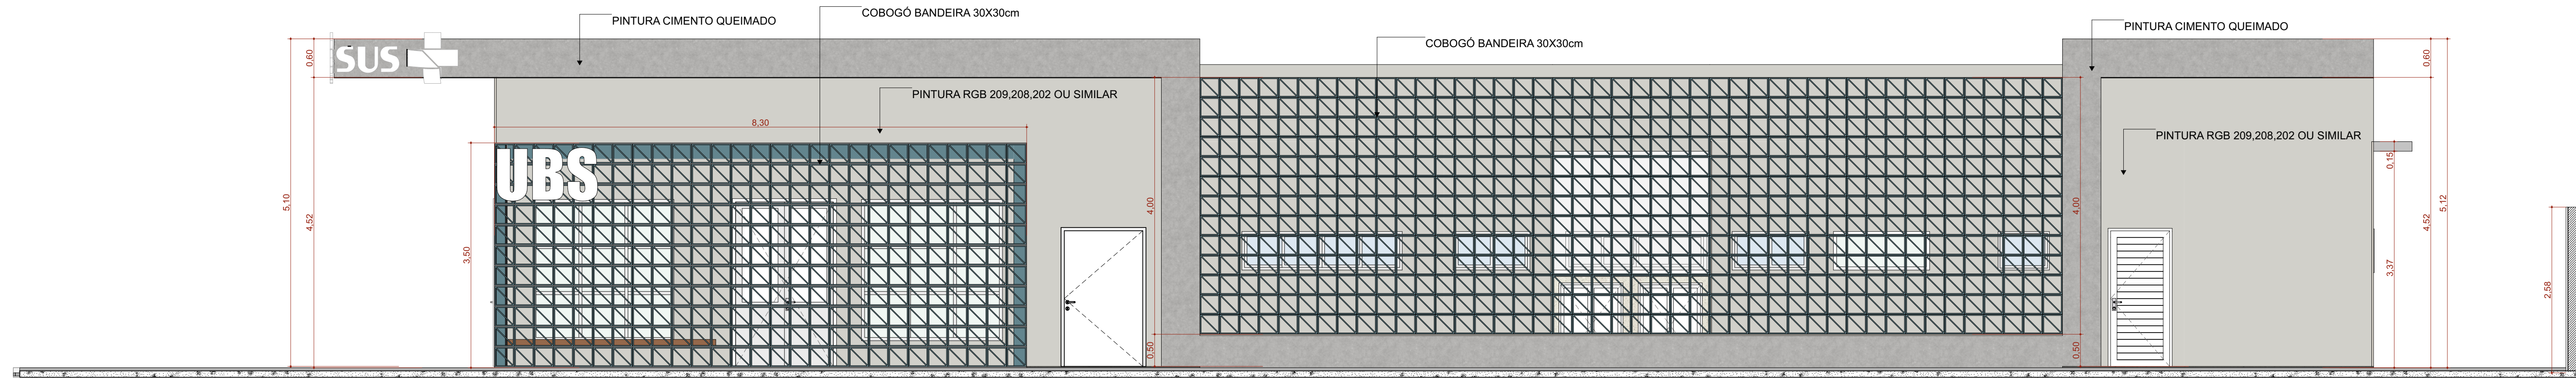 COBOGÓ BANDEIRA 30X30cm
PINTURA CIMENTO QUEIMADO
PINTURA CIMENTO QUEIMADO
COBOGÓ BANDEIRA 30X30cm
SUS
0,60
0,60
PINTURA RGB 209,208,202 OU SIMILAR
8,30
PINTURA RGB 209,208,202 OU SIMILAR
UBS
0,15
5,10
4,52
3,50
4,00
4,00
5,12
4,52
3,37
2,58
0,50
0,50